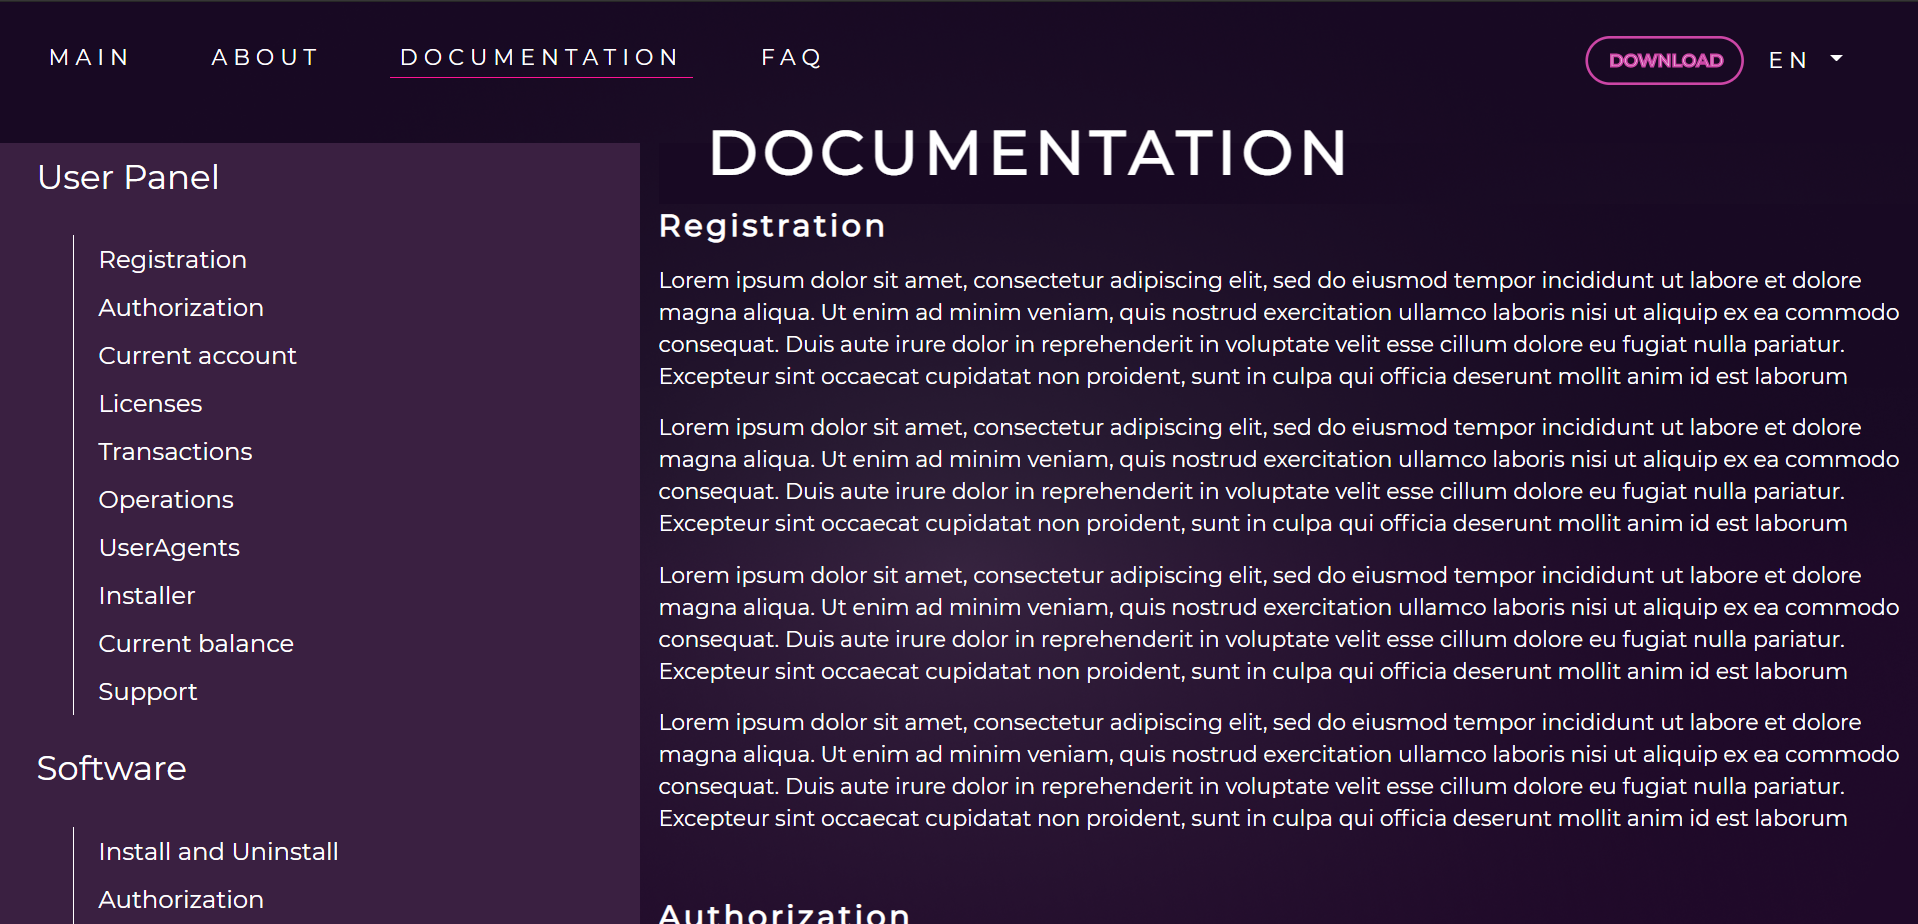 MAIN
ABOUT
DOCUMENTATION
FAQ
DOWNLOAD
EN
User Panel
Registration
Authorization
Current account
Licenses
Transactions
Operations
UserAgents
Installer
Current balance
Support
Software
Install and Uninstall
Authorization
DOCUMENTATION
Registration
Lorem ipsum dolor sit amet, consectetur adipiscing elit, sed do eiusmod tempor incididunt ut labore et dolore
magna aliqua. Ut enim ad minim veniam, quis nostrud exercitation ullamco laboris nisi ut aliquip ex ea commodo
consequat. Duis aute irure dolor in reprehenderit in voluptate velit esse cillum dolore eu fugiat nulla pariatur.
Excepteur sint occaecat cupidatat non proident, sunt in culpa qui officia deserunt mollit anim id est laborum
Lorem ipsum dolor sit amet, consectetur adipiscing elit, sed do eiusmod tempor incididunt ut labore et dolore
magna aliqua. Ut enim ad minim veniam, quis nostrud exercitation ullamco laboris nisi ut aliquip ex ea commodo
consequat. Duis aute irure dolor in reprehenderit in voluptate velit esse cillum dolore eu fugiat nulla pariatur.
Excepteur sint occaecat cupidatat non proident, sunt in culpa qui officia deserunt mollit anim id est laborum
Lorem ipsum dolor sit amet, consectetur adipiscing elit, sed do eiusmod tempor incididunt ut labore et dolore
magna aliqua. Ut enim ad minim veniam, quis nostrud exercitation ullamco laboris nisi ut aliquip ex ea commodo
consequat. Duis aute irure dolor in reprehenderit in voluptate velit esse cillum dolore eu fugiat nulla pariatur.
Excepteur sint occaecat cupidatat non proident, sunt in culpa qui officia deserunt mollit anim id est laborum
Lorem ipsum dolor sit amet, consectetur adipiscing elit, sed do eiusmod tempor incididunt ut labore et dolore
magna aliqua. Ut enim ad minim veniam, quis nostrud exercitation ullamco laboris nisi ut aliquip ex ea commodo
consequat. Duis aute irure dolor in reprehenderit in voluptate velit esse cillum dolore eu fugiat nulla pariatur.
Excepteur sint occaecat cupidatat non proident, sunt in culpa qui officia deserunt mollit anim id est laborum
Authorization